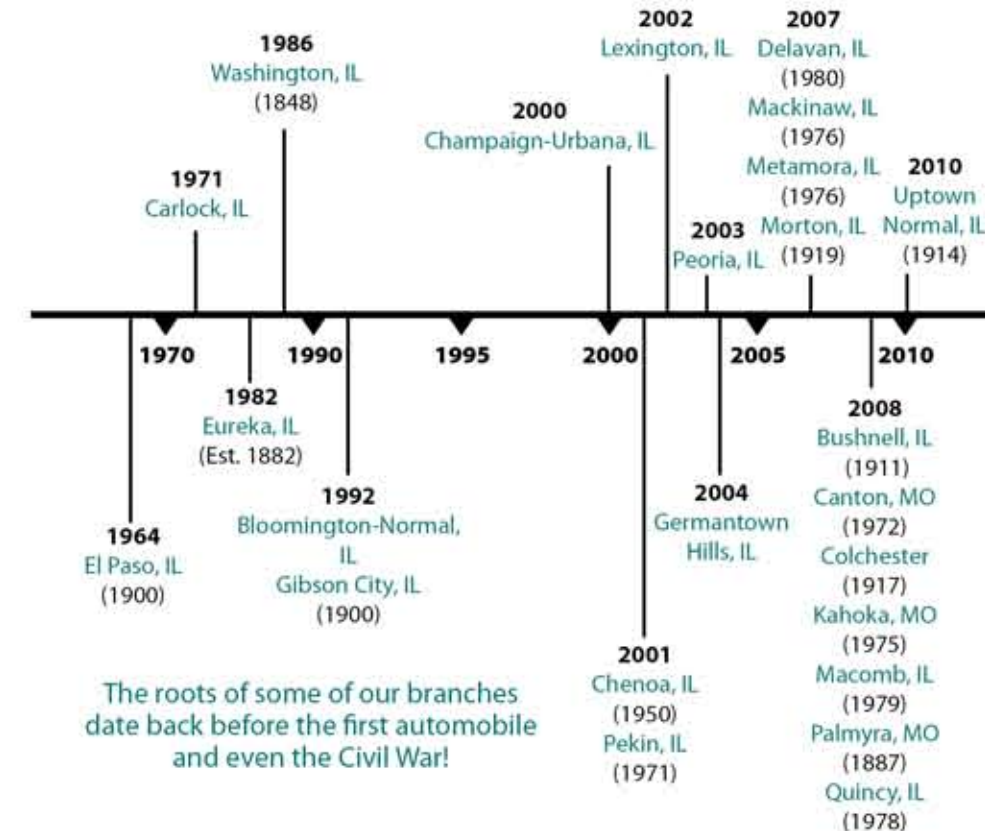 2002
Lexington, IL
2007
Delavan, IL
(1980)
Mackinaw, IL
(1976)
Metamora, IL
(1976)
Morton, IL
(1919)
1986
Washington, IL
(1848)
2000
Champaign-Urbana, IL
1971
Carlock, IL
2010
Uptown
Normal, IL
(1914)
2003
Peoria, IL
1970
1990
1995
2000
2005
2010
1982
Eureka, IL
(Est. 1882)
1992
Bloomington-Normal,
IL
Gibson City, IL
(1900)
1964
El Paso, IL
(1900)
2004
Germantown
Hills, IL
2008
Bushnell, IL
(1911)
Canton, MO
(1972)
Colchester
(1917)
Kahoka, MO
(1975)
Macomb, IL
(1979)
Palmyra, MO
(1887)
Quincy, IL
(1978)
2001
Chenoa, IL
(1950)
Pekin, IL
(1971)
The roots of some of our branches
date back before the first automobile
and even the Civil War!